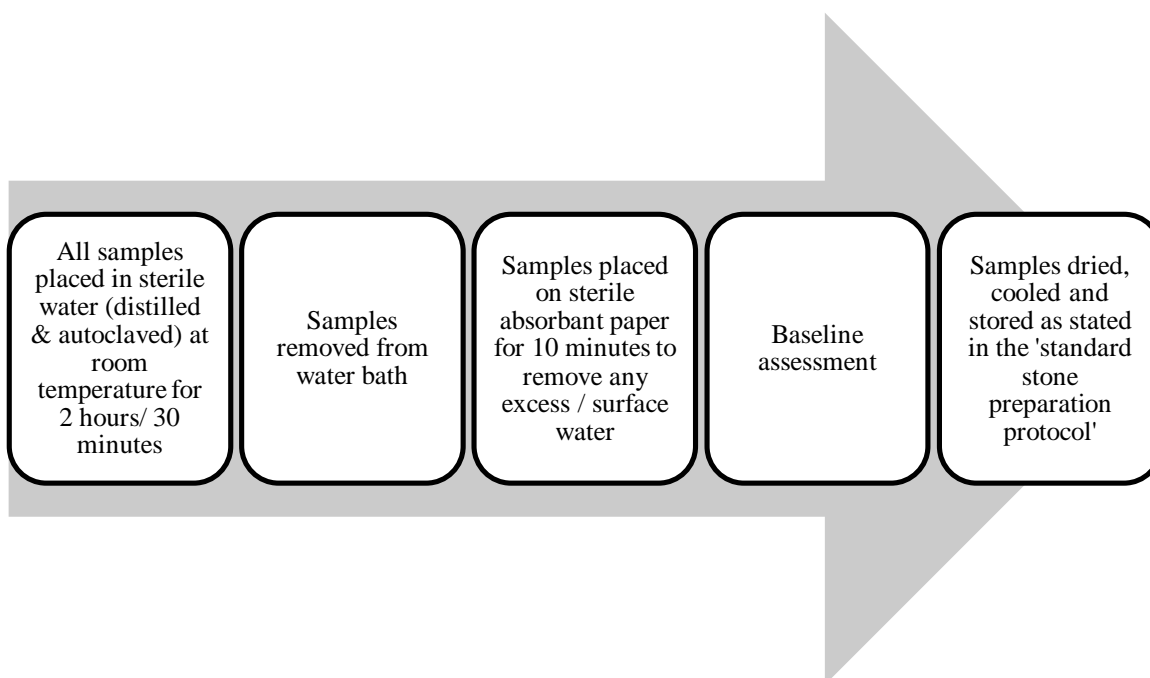 All samples
placed in sterile
water (distilled
& autoclaved) at
room
temperature for
2 hours/ 30
minutes
Samples
removed from
water bath
Samples placed
on sterile
absorbant paper
for 10 minutes to
remove any
excess / surface
water
Baseline
assessment
Samples dried,
cooled and
stored as stated
in the 'standard
stone
preparation
protocol'